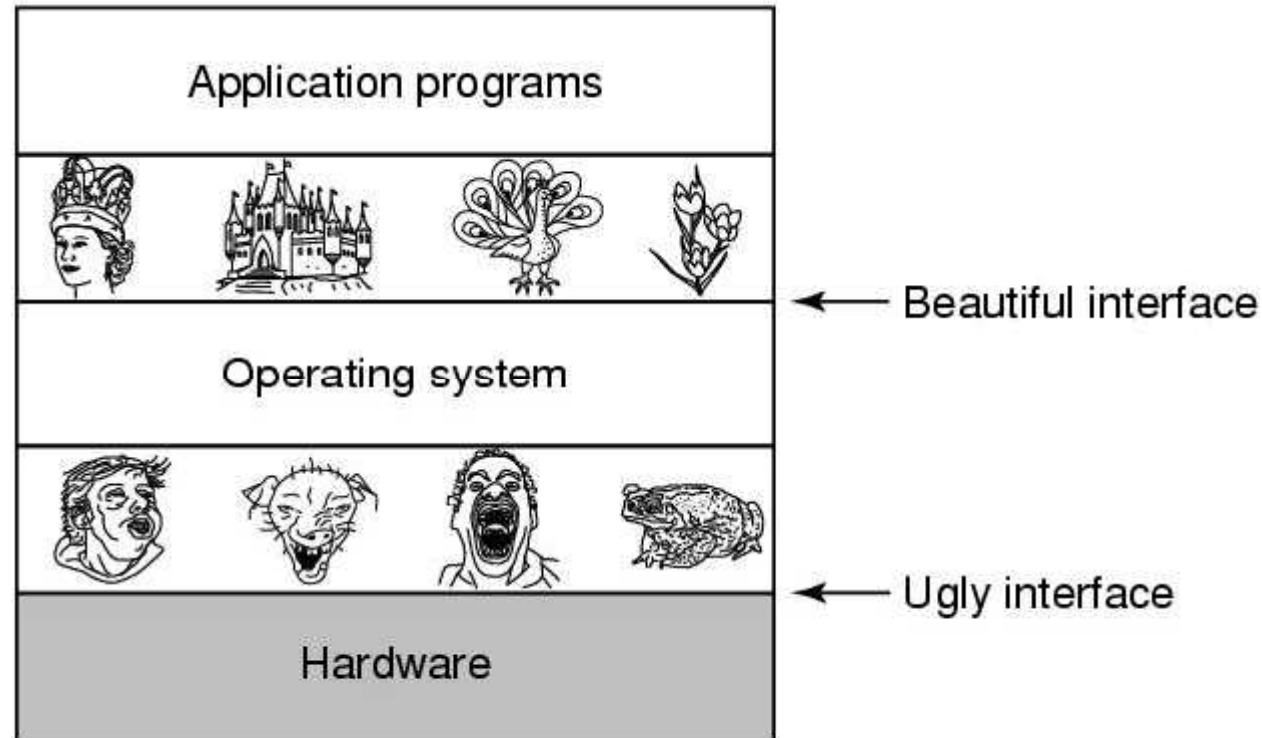 Application programs
Beautiful interface
Operating system
Ugly interface
Hardware